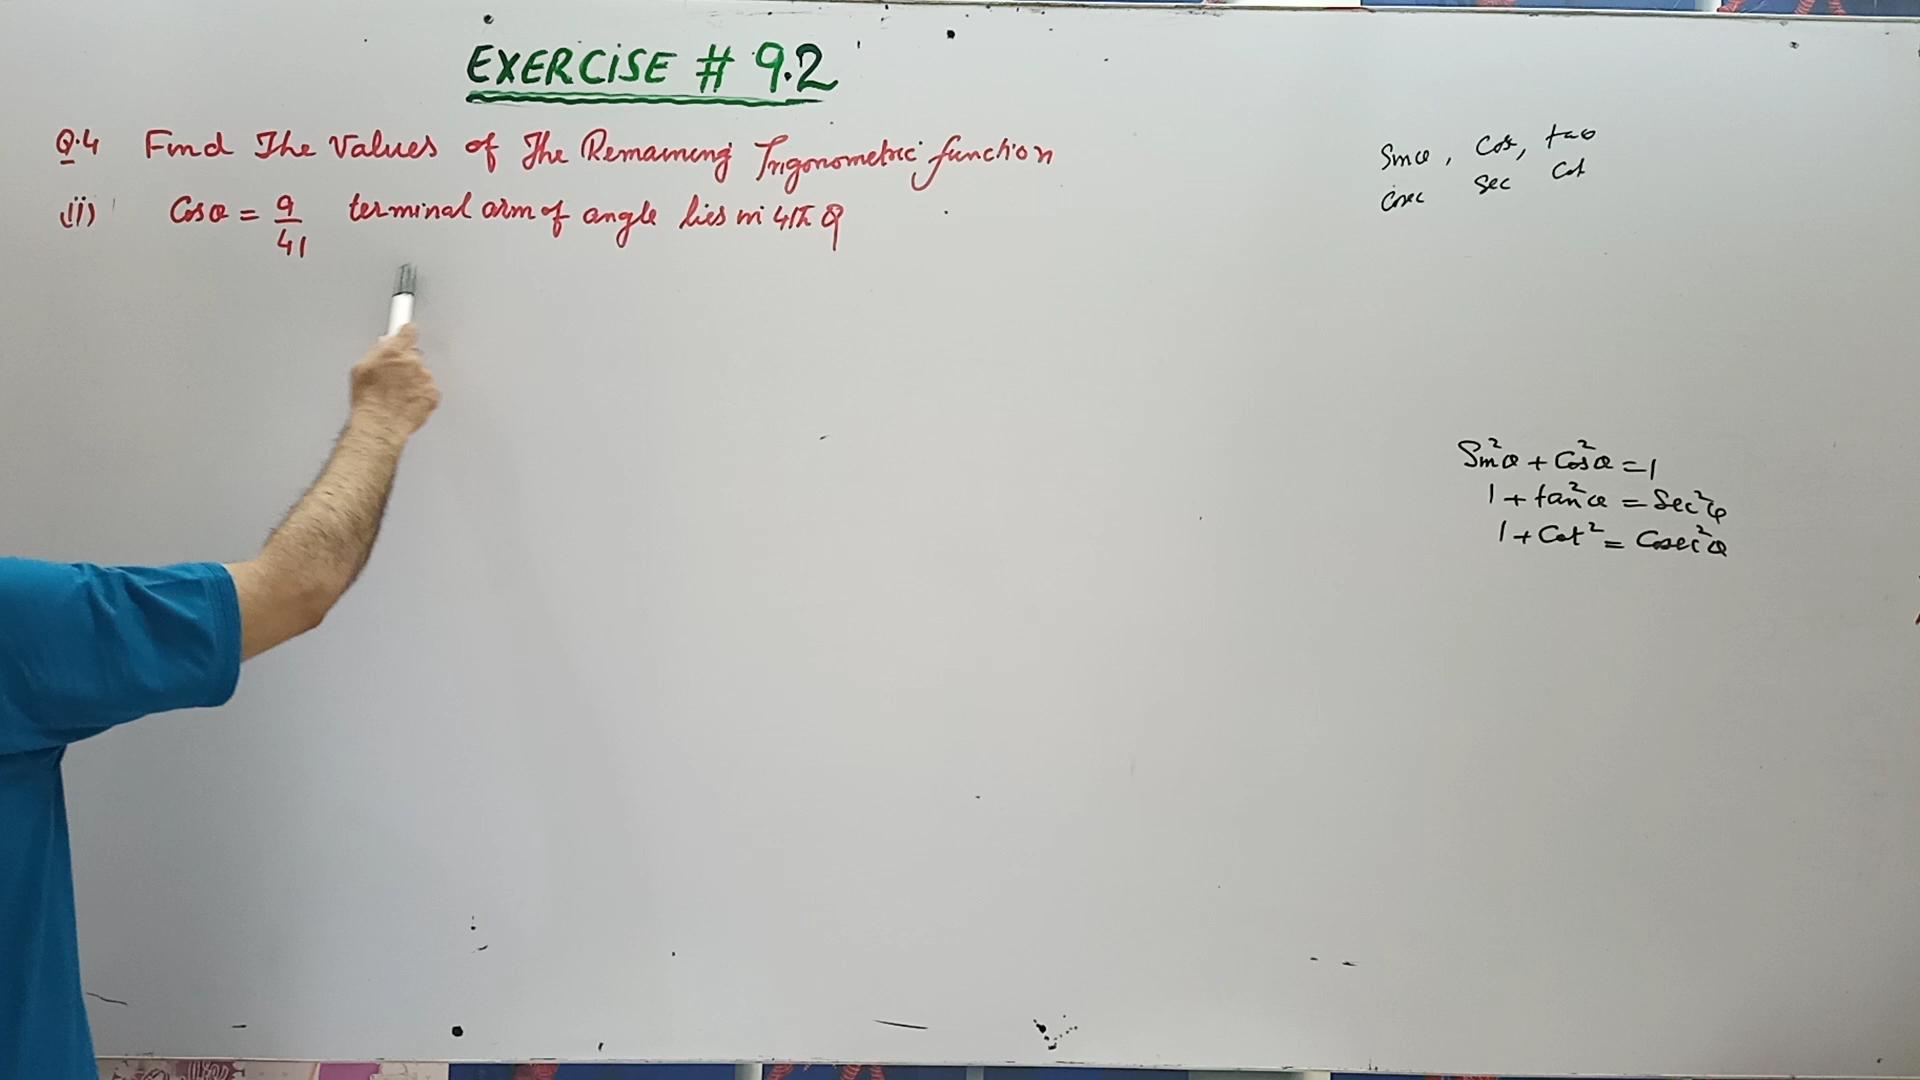 EXERCISE # 9.2
Q.4 Find The Values of The Remaining Trigonometric function
(ii) Cosθ = 9/41 terminal arm of angle lies in 4th Q
Sinθ, Cos, tanθ
Cosec Sec Cot
Sin²θ + Cos²θ = 1
1 + tan²θ = Sec²θ
1 + Cot² = Cosec²θ